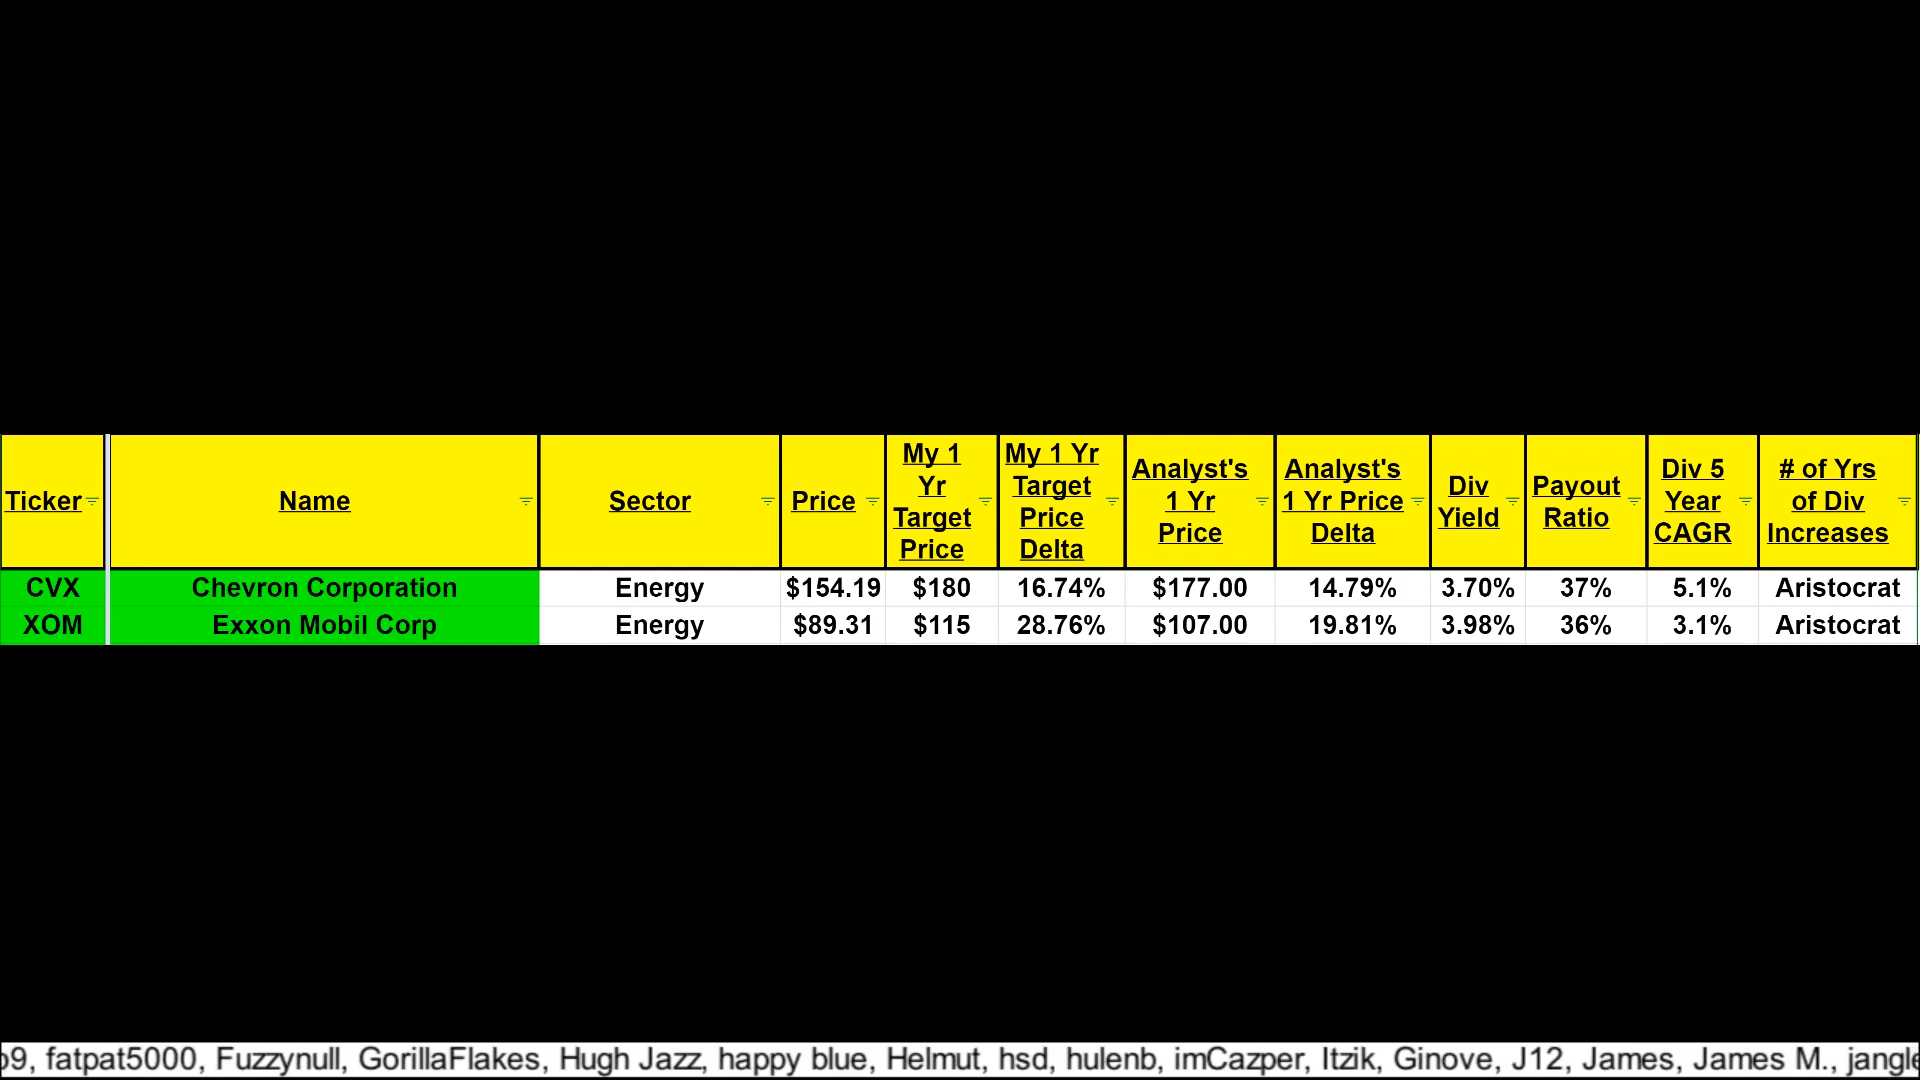 Ticker Name Sector Price My 1 Yr Target Price My 1 Yr Target Price Delta Analyst's 1 Yr Price Analyst's 1 Yr Price Delta Div Yield Payout Ratio Div 5 Year CAGR # of Yrs of Div Increases
CVX Chevron Corporation Energy $154.19 $180 16.74% $177.00 14.79% 3.70% 37% 5.1% Aristocrat
XOM Exxon Mobil Corp Energy $89.31 $115 28.76% $107.00 19.81% 3.98% 36% 3.1% Aristocrat
fatpat5000, Fuzzynull, GorillaFlakes, Hugh Jazz, happy blue, Helmut, hsd, hulenb, imCazper, Itzik, Ginove, J12, James, James M.,